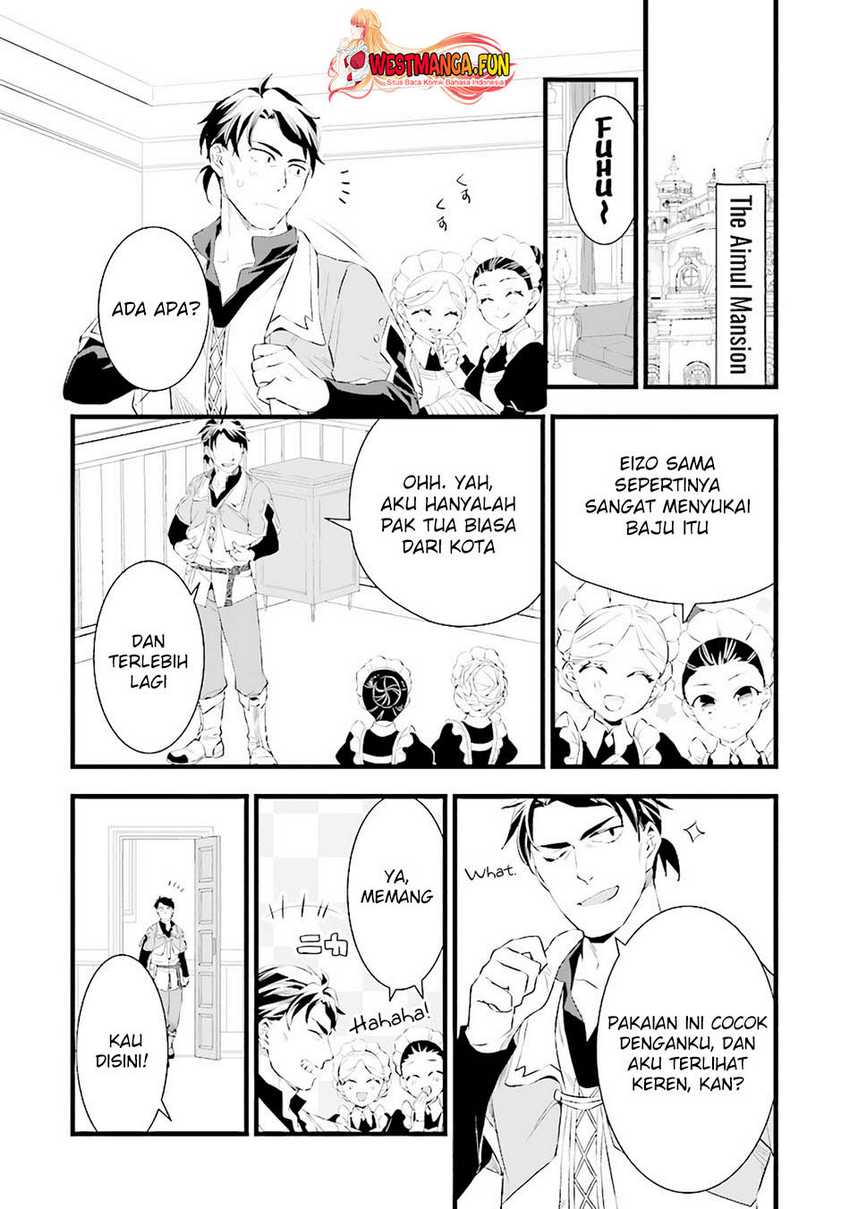 WESTMANGA.FUN
Situs Baca Komik Bahasa Indonesia
The Aimul Mansion
FUHU~
くす
くす
ADA APA?
EIZO SAMA
SEPERTINYA
SANGAT MENYUKAI
BAJU ITU
OHH. YAH,
AKU HANYALAH
PAK TUA BIASA
DARI KOTA
DAN
TERLEBIH
LAGI
What.
PAKAIAN INI COCOK
DENGANKU, DAN
AKU TERLIHAT
KEREN, KAN?
YA,
MEMANG
ニカ
Hahaha!
KAU
DISINI!